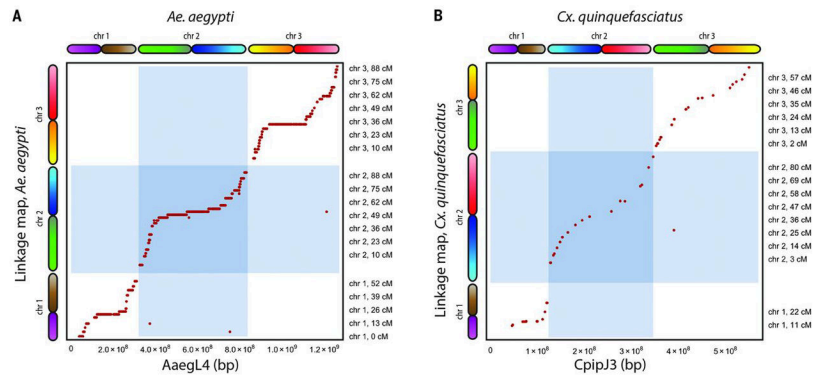 A
Ae. aegypti
chr 1
chr 2
chr 3
Linkage map, Ae. aegypti
chr 3
chr 2
chr 1
chr 3, 88 cM
chr 3, 75 cM
chr 3, 62 cM
chr 3, 49 cM
chr 3, 36 cM
chr 3, 23 cM
chr 3, 10 cM
chr 2, 88 cM
chr 2, 75 cM
chr 2, 62 cM
chr 2, 49 cM
chr 2, 36 cM
chr 2, 23 cM
chr 2, 10 cM
chr 1, 52 cM
chr 1, 39 cM
chr 1, 26 cM
chr 1, 13 cM
chr 1, 0 cM
0 2.0×10⁸ 4.0×10⁸ 6.0×10⁸ 8.0×10⁸ 1.0×10⁹ 1.2×10⁹
AaegL4 (bp)
B
Cx. quinquefasciatus
chr 1
chr 2
chr 3
Linkage map, Cx. quinquefasciatus
chr 3
chr 2
chr 1
chr 3, 57 cM
chr 3, 46 cM
chr 3, 35 cM
chr 3, 24 cM
chr 3, 13 cM
chr 3, 2 cM
chr 2, 80 cM
chr 2, 69 cM
chr 2, 58 cM
chr 2, 47 cM
chr 2, 36 cM
chr 2, 25 cM
chr 2, 14 cM
chr 2, 3 cM
chr 1, 22 cM
chr 1, 11 cM
0 1×10⁸ 2×10⁸ 3×10⁸ 4×10⁸ 5×10⁸
CpipJ3 (bp)